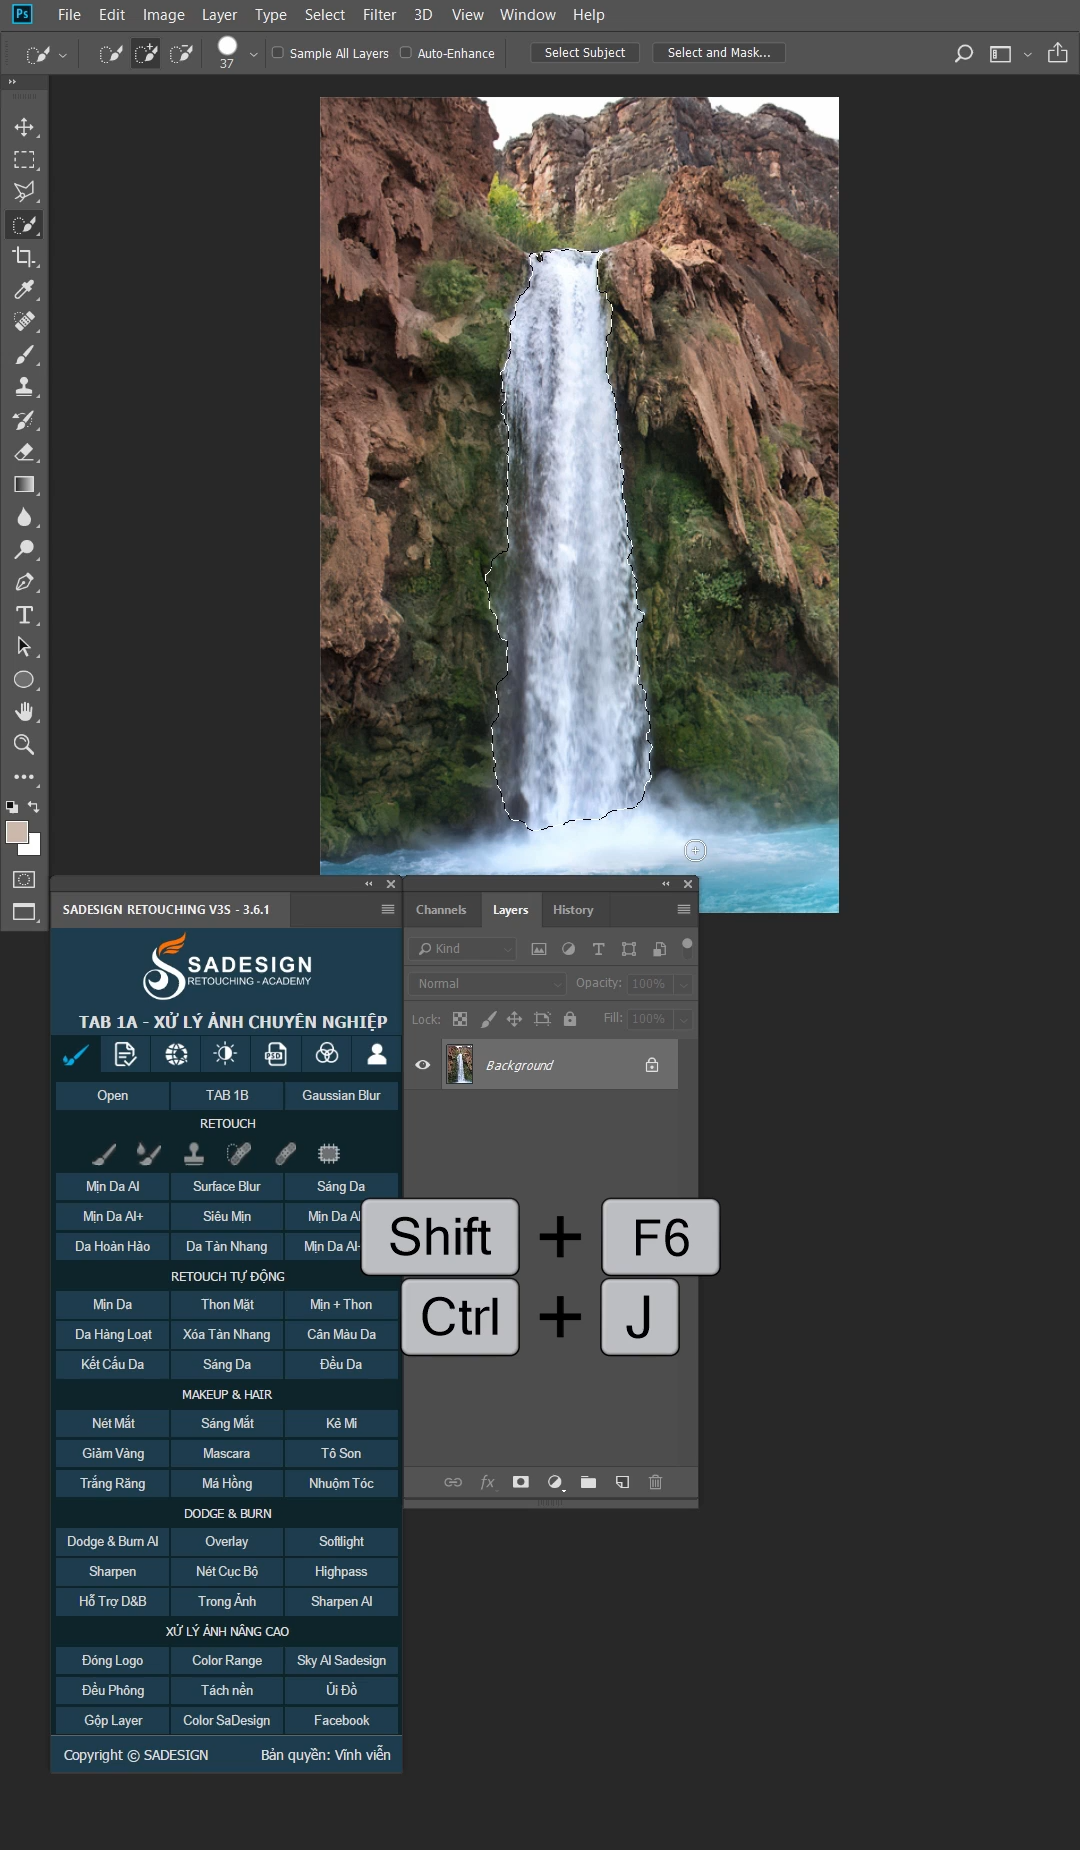 Ps File Edit Image Layer Type Select Filter 3D View Window Help
37 Sample All Layers Auto-Enhance Select Subject Select and Mask...
SADESIGN RETOUCHING V3S - 3.6.1
SADESIGN
RETOUCHING - ACADEMY
TAB 1A - XỬ LÝ ẢNH CHUYÊN NGHIỆP
PSD
Open TAB 1B Gaussian Blur
RETOUCH
Mịn Da AI Surface Blur Sáng Da
Mịn Da AI+ Siêu Mịn Mịn Da
Da Hoàn Hảo Da Tàn Nhang Mịn Da
RETOUCH TỰ ĐỘNG
Mịn Da Thon Mặt Mịn + Thon
Da Hàng Loạt Xóa Tàn Nhang Cân Màu Da
Kết Cấu Da Sáng Da Đều Da
MAKEUP & HAIR
Nét Mắt Sáng Mắt Kẻ Mi
Giảm Vàng Mascara Tô Son
Trắng Răng Má Hồng Nhuộm Tóc
DODGE & BURN
Dodge & Burn AI Overlay Softlight
Sharpen Nét Cục Bộ Highpass
Hỗ Trợ D&B Trong Ảnh Sharpen AI
XỬ LÝ ẢNH NÂNG CAO
Đóng Logo Color Range Sky AI Sadesign
Đều Phông Tách nền Ủi Đồ
Gộp Layer Color SaDesign Facebook
Copyright © SADESIGN Bản quyền: Vĩnh viễn
Channels Layers History
Kind
Normal Opacity: 100%
Lock: Fill: 100%
Background
Shift + F6
Ctrl + J
fx